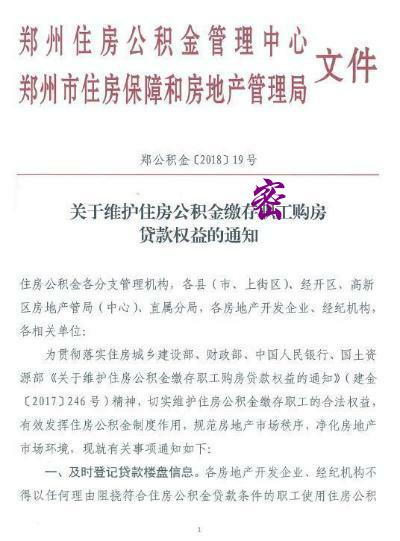 郑州住房公积金管理中心
郑州市住房保障和房地产管理局
文件
郑公积金〔2018〕19号
密
关于维护住房公积金缴存职工购房
贷款权益的通知
住房公积金各分支管理机构，各县（市、上街区）、经开区、高新
区房地产管局（中心）、直属分局，各房地产开发企业、经纪机构，
各相关单位：
为贯彻落实住房城乡建设部、财政部、中国人民银行、国土资
源部《关于维护住房公积金缴存职工购房贷款权益的通知》（建金
〔2017〕246号）精神，切实维护住房公积金缴存职工的合法权益，
有效发挥住房公积金制度作用，规范房地产市场秩序，净化房地产
市场环境，现就有关事项通知如下：
一、及时登记贷款楼盘信息。各房地产开发企业、经纪机构不
得以任何理由阻挠符合住房公积金贷款条件的职工使用住房公积
1